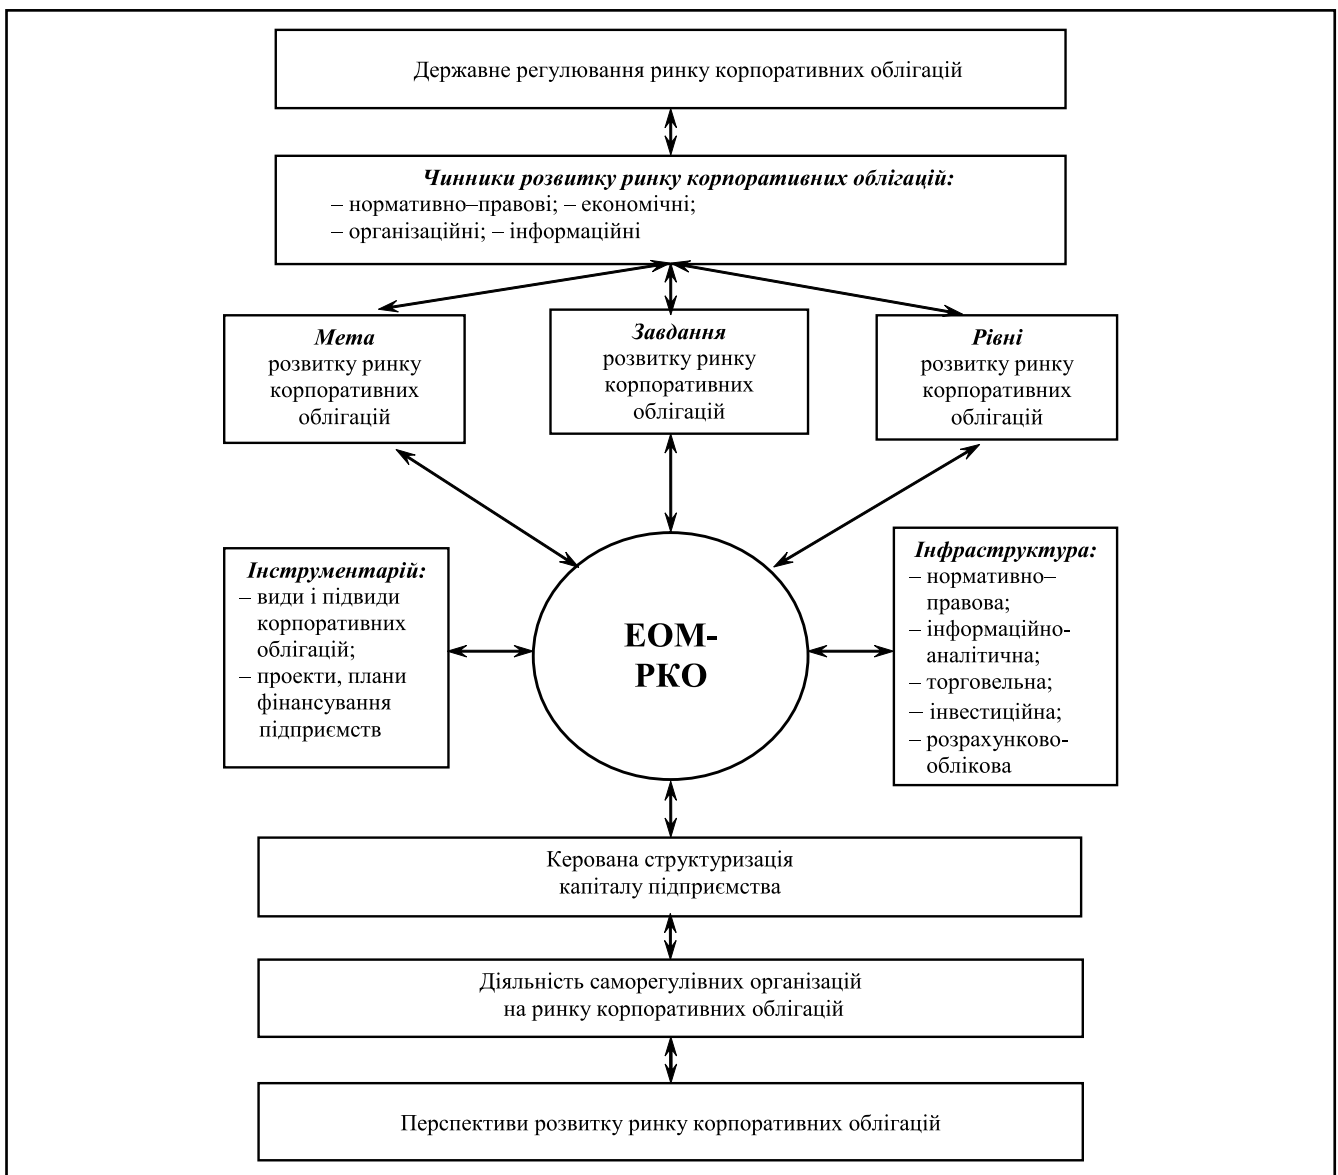 Державне регулювання ринку корпоративних облігацій
Чинники розвитку ринку корпоративних облігацій:
– нормативно–правові; – економічні;
– організаційні; – інформаційні
Мета
розвитку ринку
корпоративних
облігацій
Завдання
розвитку ринку
корпоративних
облігацій
Рівні
розвитку ринку
корпоративних
облігацій
Інструментарій:
– види і підвиди
корпоративних
облігацій;
– проекти, плани
фінансування
підприємств
ЕОМ-
РКО
Інфраструктура:
– нормативно–
правова;
– інформаційно-
аналітична;
– торговельна;
– інвестиційна;
– розрахунково-
облікова
Керована структуризація
капіталу підприємства
Діяльність саморегулівних організацій
на ринку корпоративних облігацій
Перспективи розвитку ринку корпоративних облігацій